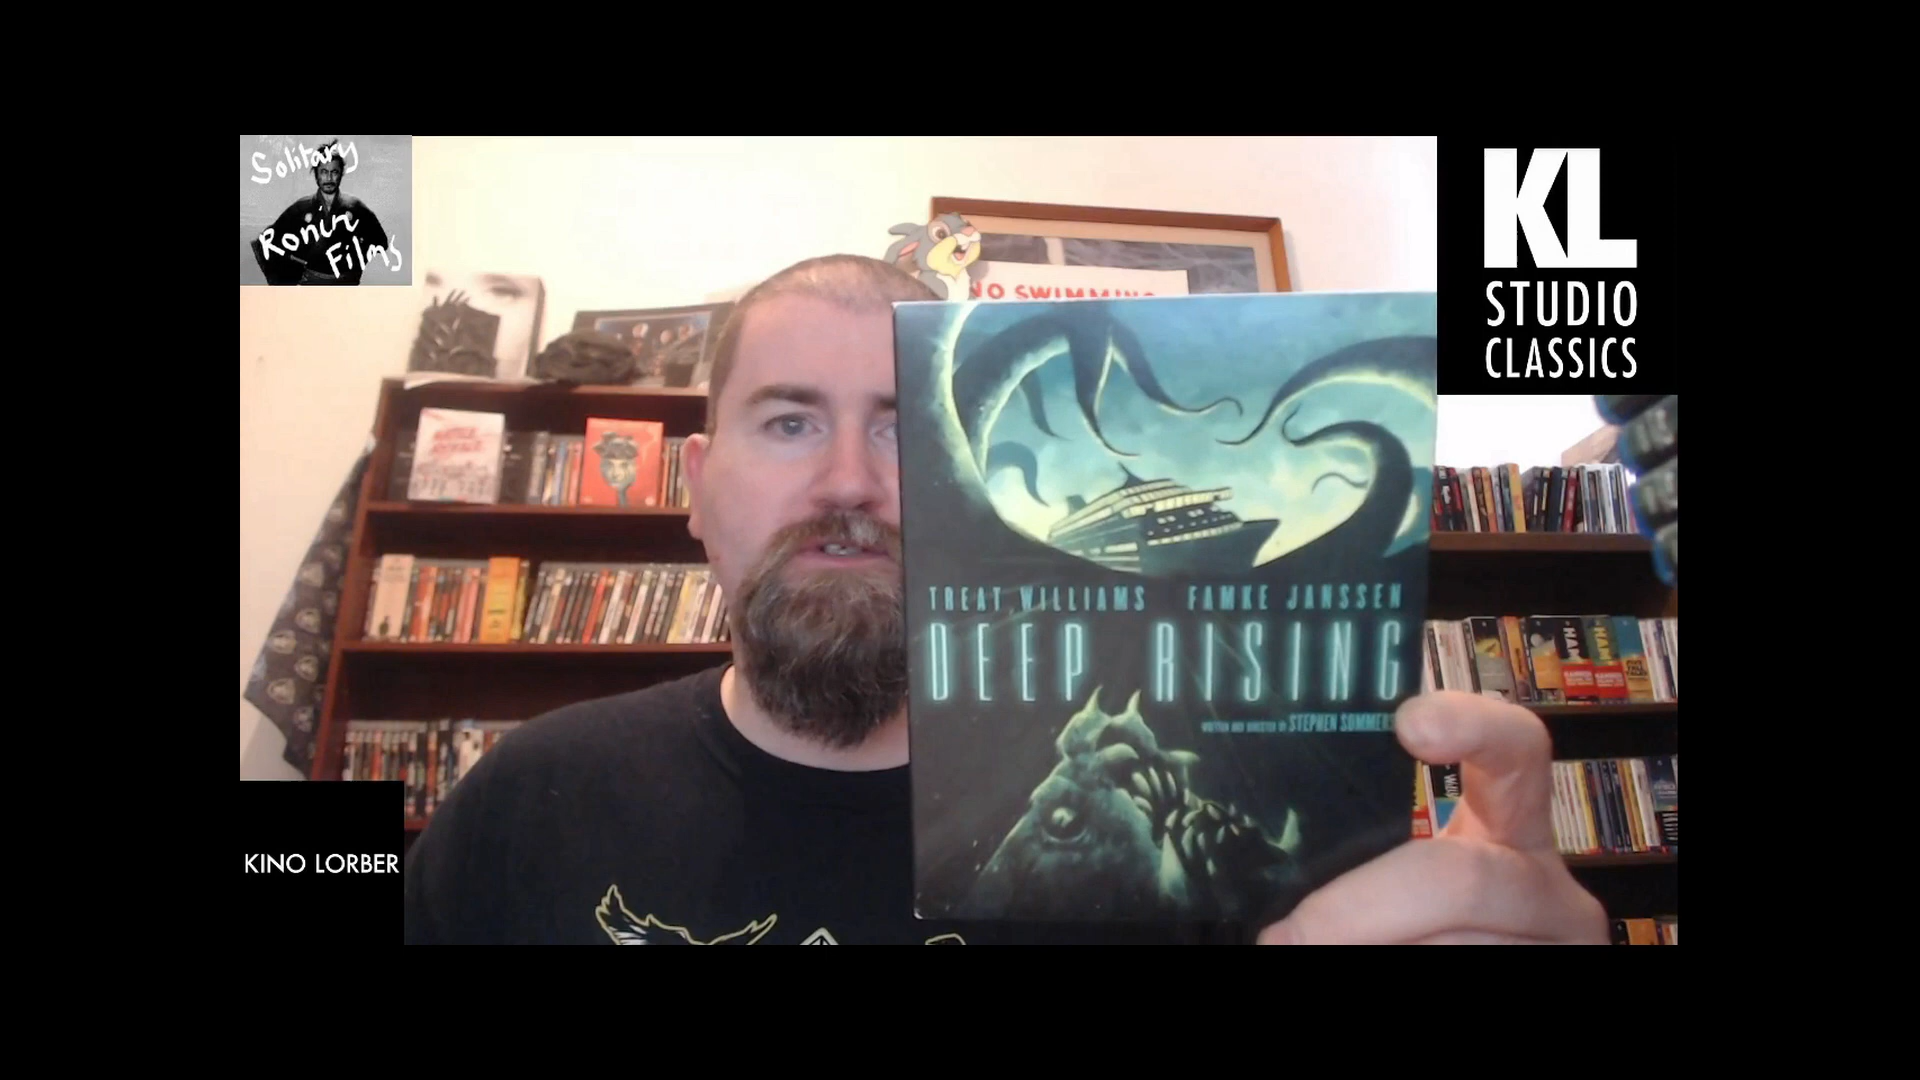 Solitary
Ronin
Films
KL
STUDIO
CLASSICS
NO SWIMMING
TREAT WILLIAMS FAMKE JANSSEN
DEEP RISING
WRITTEN AND DIRECTED BY STEPHEN SOMMERS
KINO LORBER